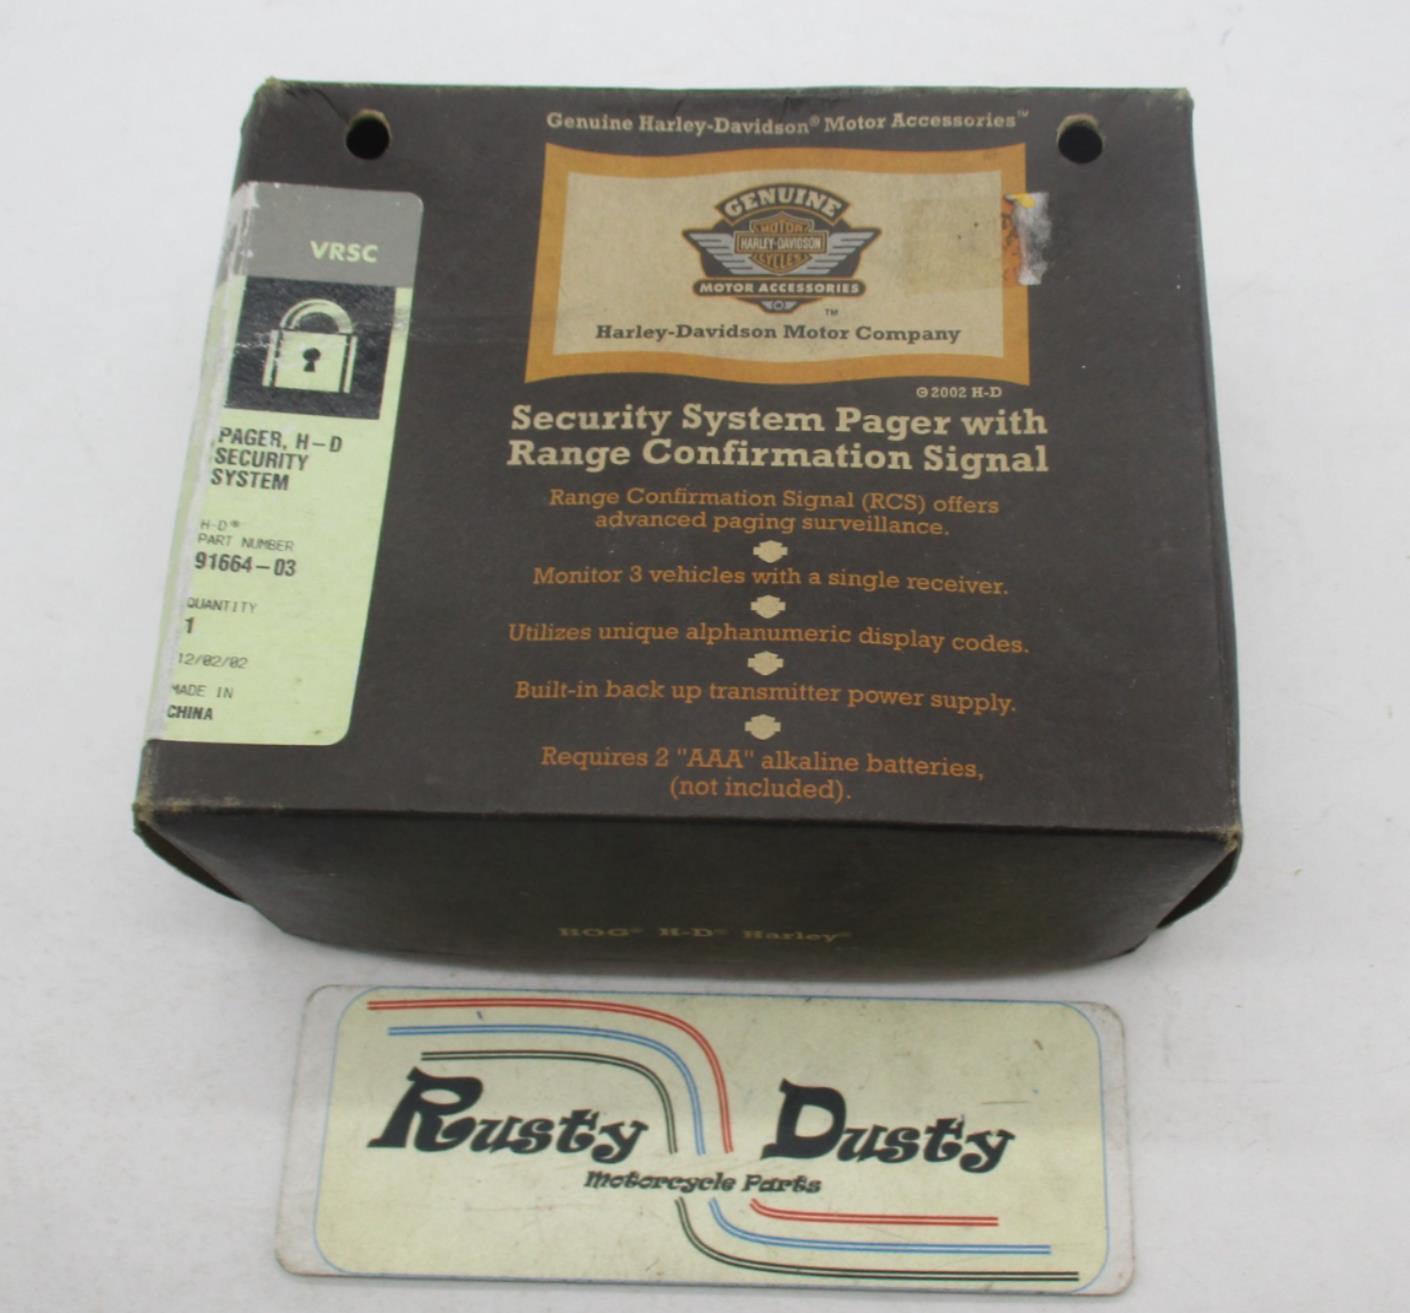 Genuine Harley-Davidson® Motor Accessories™
GENUINE
MOTOR
HARLEY-DAVIDSON
CYCLES
MOTOR ACCESSORIES
™
Harley-Davidson Motor Company
©2002 H-D
Security System Pager with
Range Confirmation Signal
Range Confirmation Signal (RCS) offers
advanced paging surveillance.
Monitor 3 vehicles with a single receiver.
Utilizes unique alphanumeric display codes.
Built-in back up transmitter power supply.
Requires 2 "AAA" alkaline batteries,
(not included).
VRSC
PAGER, H-D
SECURITY
SYSTEM
H-D®
PART NUMBER
91664-03
QUANTITY
1
12/02/02
MADE IN
CHINA
HOG® H-D® Harley®
Rusty Dusty
Motorcycle Parts